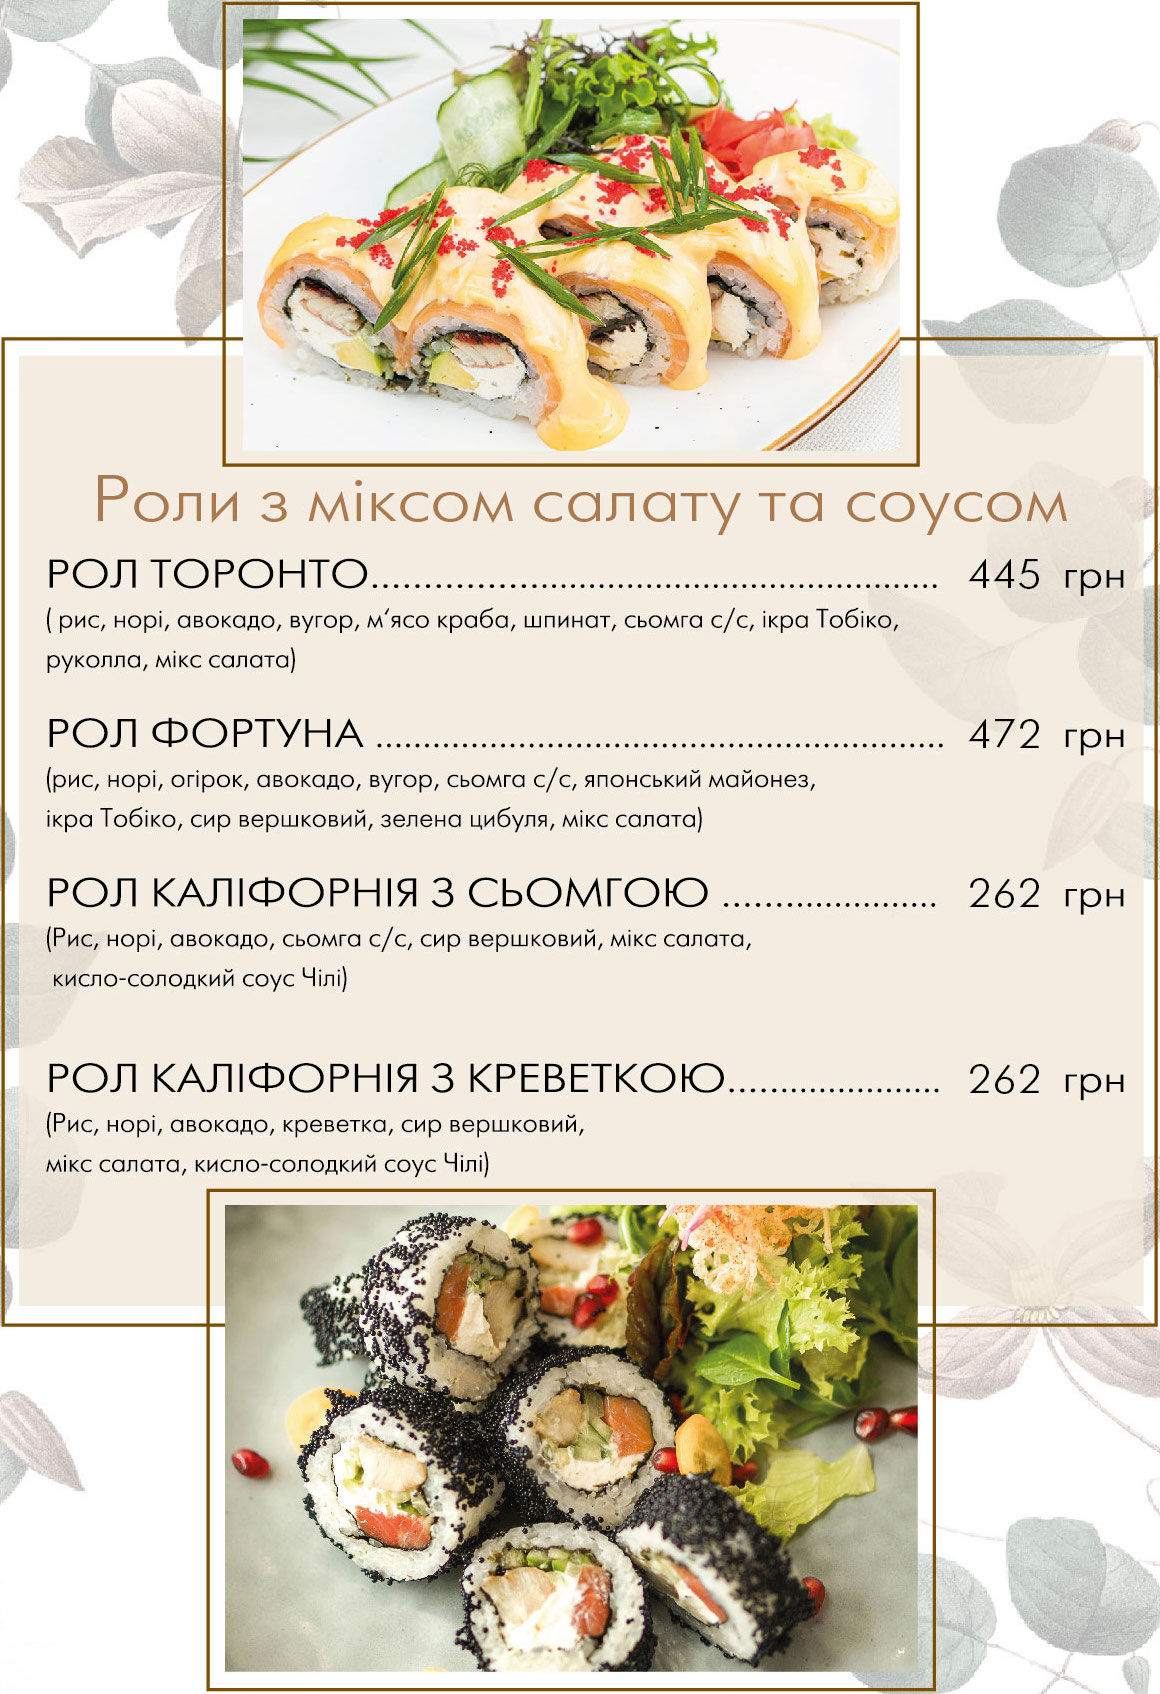 Роли з міксом салату та соусом
РОЛ ТОРОНТО...................................................... 445 грн
( рис, норі, авокадо, вугор, м‘ясо краба, шпинат, сьомга с/с, ікра Тобіко,
руколла, мікс салата)
РОЛ ФОРТУНА ............................................................ 472 грн
(рис, норі, огірок, авокадо, вугор, сьомга с/с, японський майонез,
ікра Тобіко, сир вершковий, зелена цибуля, мікс салата)
РОЛ КАЛІФОРНІЯ З СЬОМГОЮ ..................... 262 грн
(Рис, норі, авокадо, сьомга с/с, сир вершковий, мікс салата,
кисло-солодкий соус Чілі)
РОЛ КАЛІФОРНІЯ З КРЕВЕТКОЮ..................... 262 грн
(Рис, норі, авокадо, креветка, сир вершковий,
мікс салата, кисло-солодкий соус Чілі)